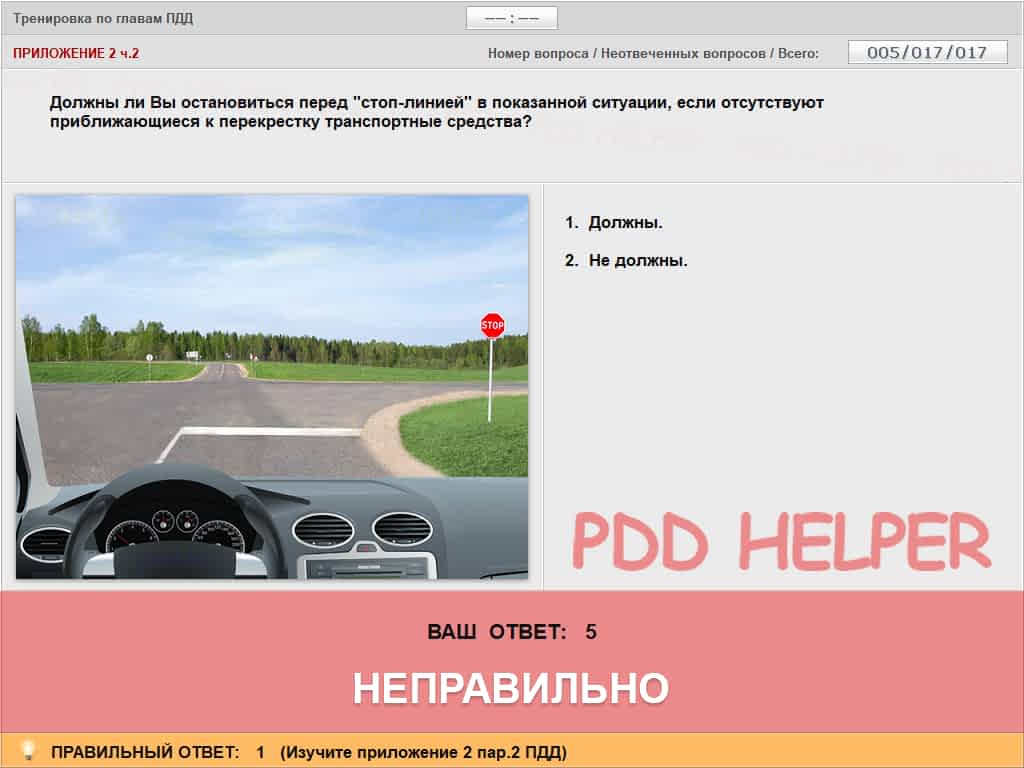 Тренировка по главам ПДД
—— : ——
ПРИЛОЖЕНИЕ 2 ч.2
Номер вопроса / Неотвеченных вопросов / Всего:
005/017/017
Должны ли Вы остановиться перед "стоп-линией" в показанной ситуации, если отсутствуют
приближающиеся к перекрестку транспортные средства?
1. Должны.
2. Не должны.
STOP
PDD HELPER
ВАШ ОТВЕТ: 5
НЕПРАВИЛЬНО
ПРАВИЛЬНЫЙ ОТВЕТ: 1 (Изучите приложение 2 пар.2 ПДД)